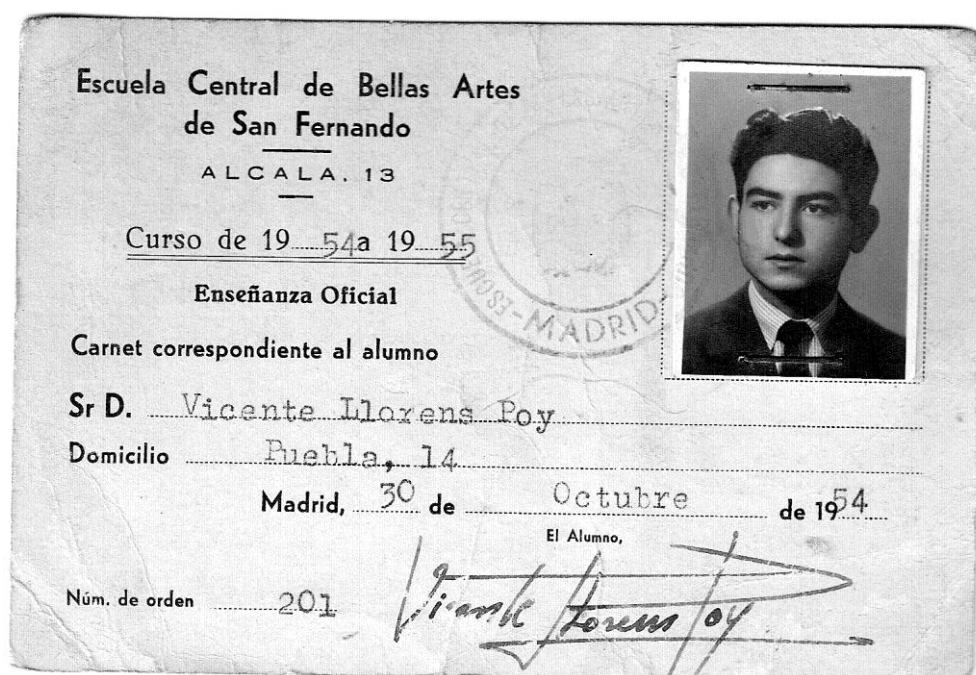 Escuela Central de Bellas Artes
de San Fernando
ALCALA, 13
Curso de 19 54 a 19 55
Enseñanza Oficial
Carnet correspondiente al alumno
Sr D. Vicente Llorens Poy
Domicilio Puebla, 14
Madrid, 30 de Octubre de 1954
El Alumno,
Núm. de orden 201
Vicente Llorens Poy
-MADRID-